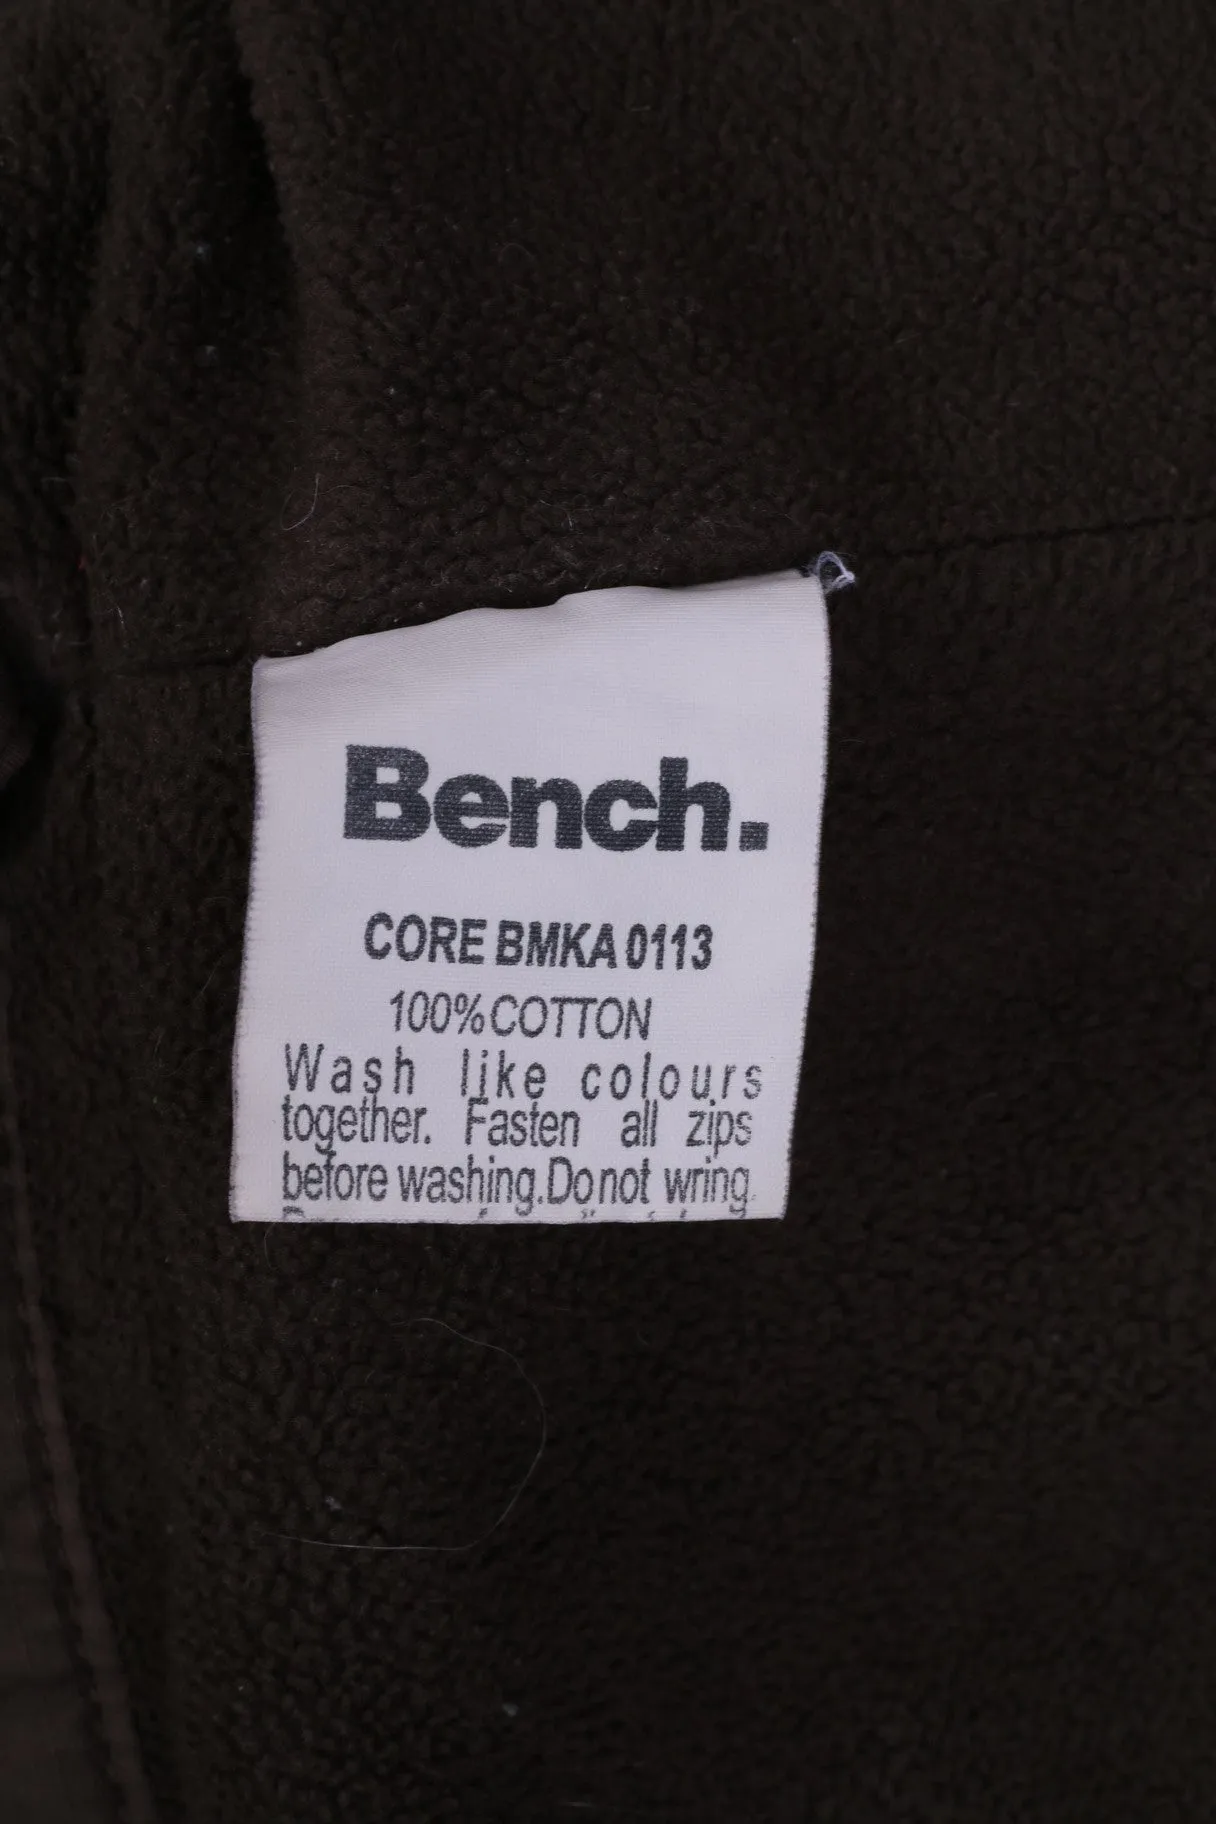 Bench.
CORE BMKA 0113
100% COTTON
Wash like colours
together. Fasten all zips
before washing. Do not wring.